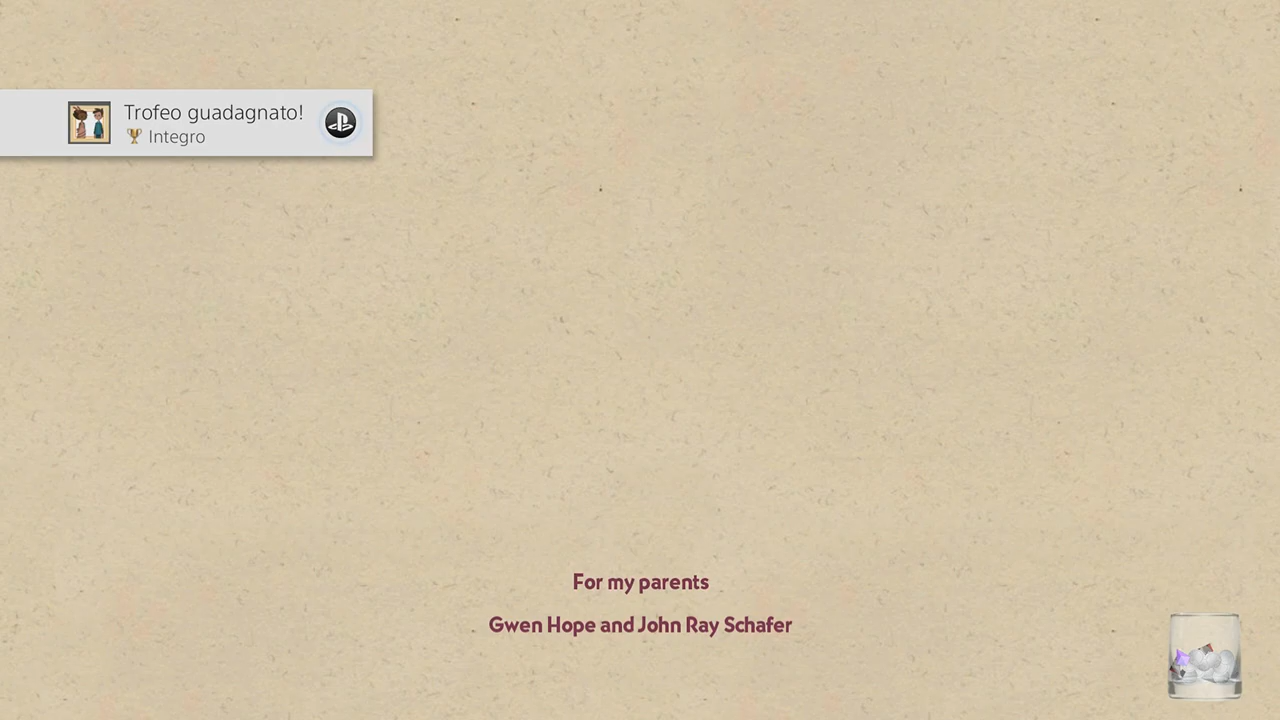 Trofeo guadagnato!
Integro
For my parents
Gwen Hope and John Ray Schafer